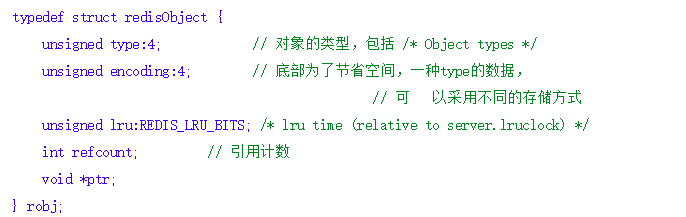 typedef struct redisObject {
    unsigned type:4;             // 对象的类型，包括 /* Object types */
    unsigned encoding:4;         // 底部为了节省空间，一种type的数据，
                                                // 可   以采用不同的存储方式
    unsigned lru:REDIS_LRU_BITS; /* lru time (relative to server.lruclock) */
    int refcount;          // 引用计数
    void *ptr;
} robj;